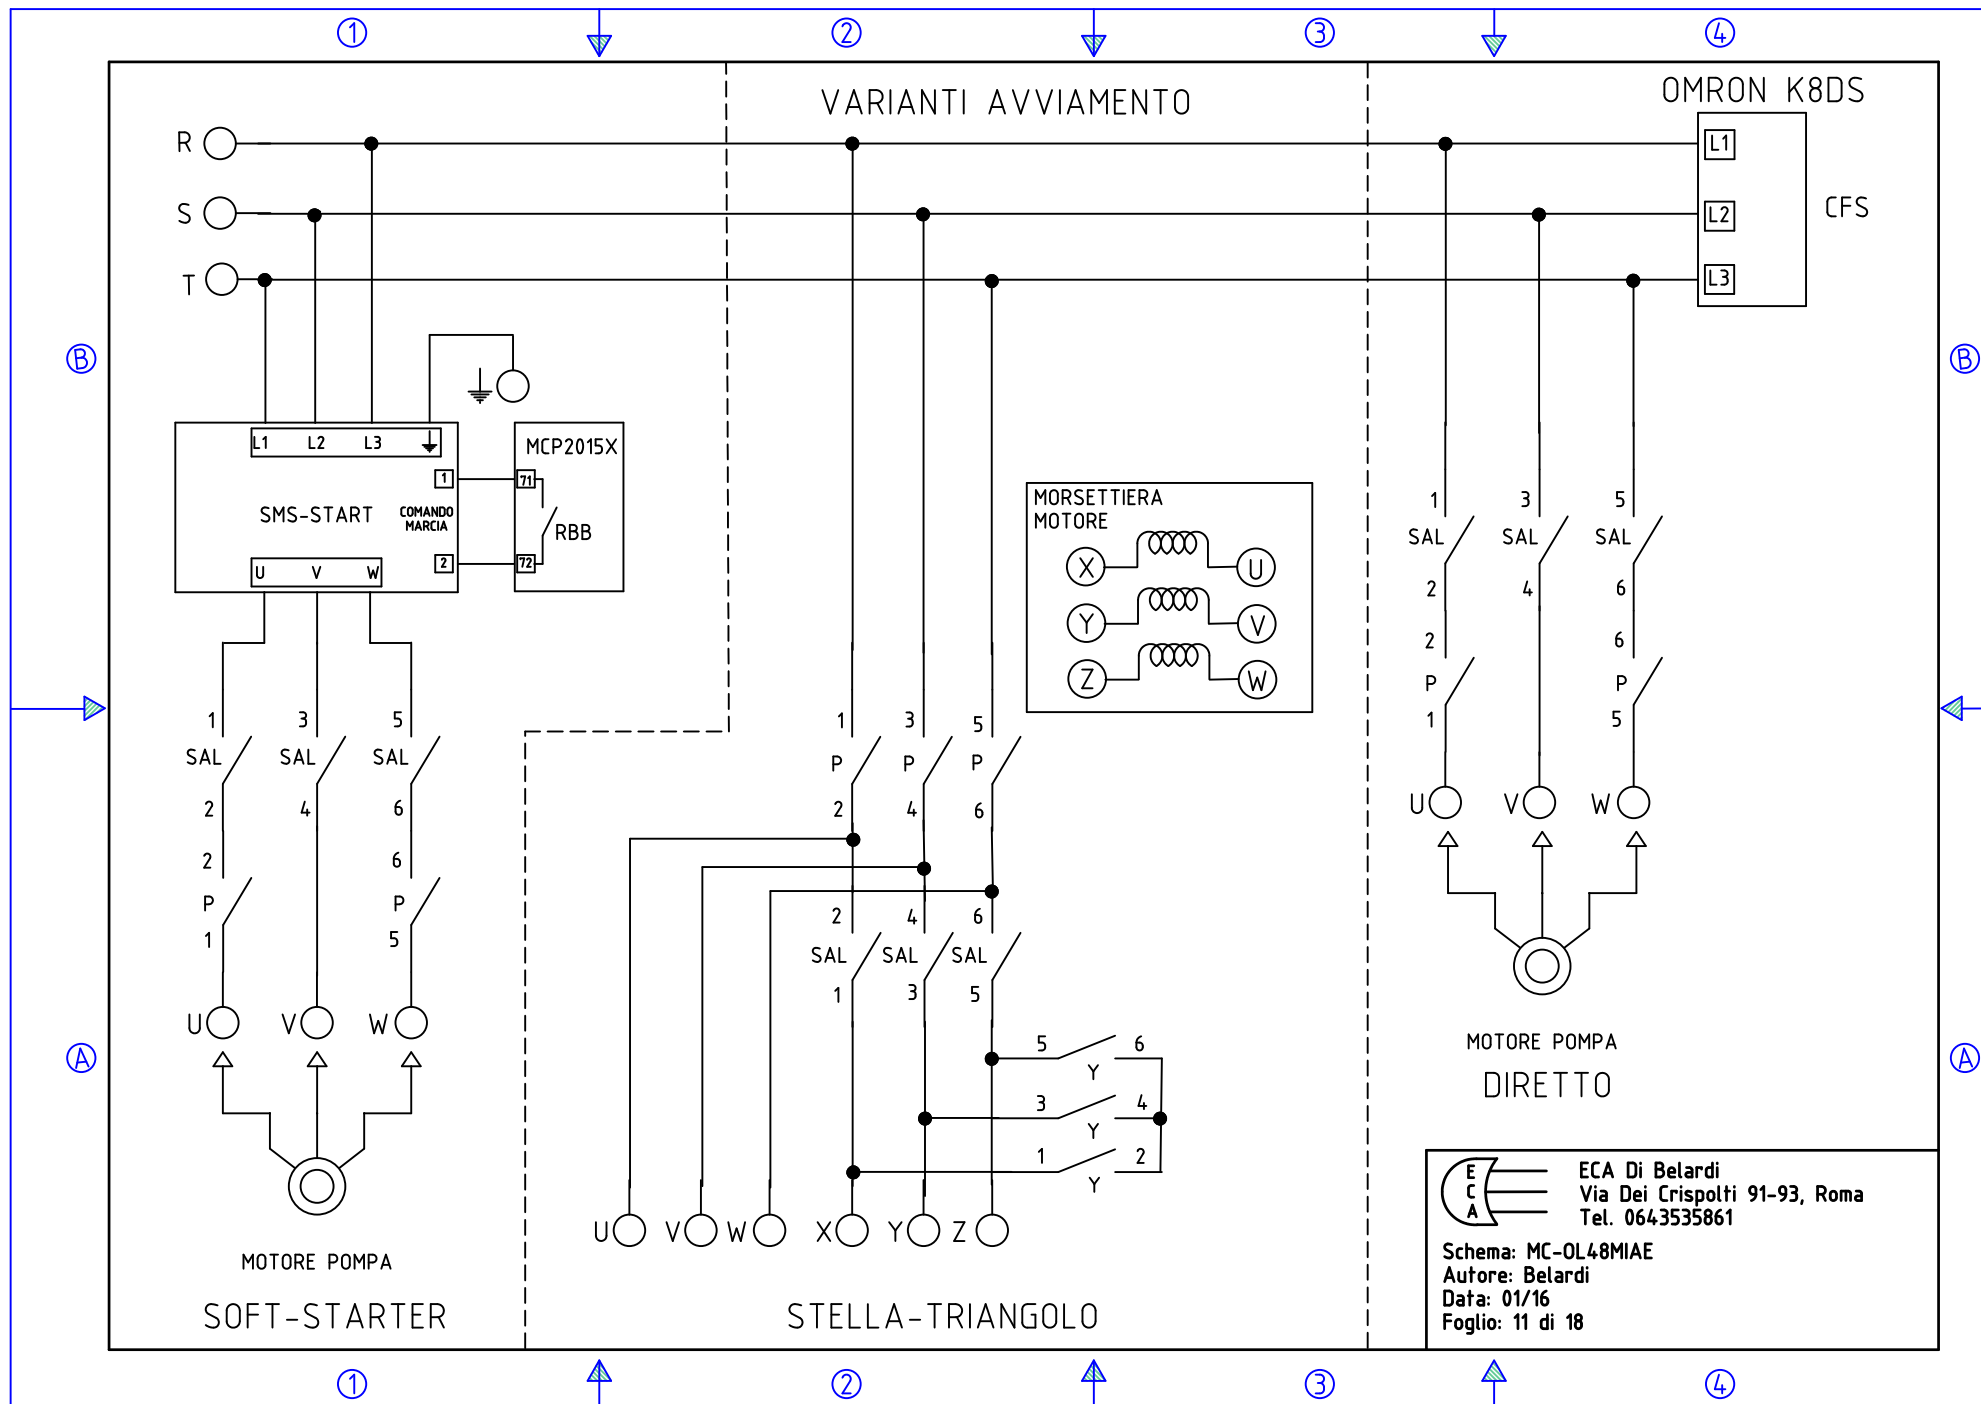 1 2 3 4
VARIANTI AVVIAMENTO
OMRON K8DS
R
L1
S
L2
CFS
T
L3
B
B
L1 L2 L3
MCP2015X
1
71
SMS-START
COMANDO
MARCIA
RBB
2
72
U V W
MORSETTIERA
MOTORE
X U
Y V
Z W
1 3 5
SAL SAL SAL
2 4 6
2 6
P P
1 5
U V W
MOTORE POMPA
DIRETTO
1 3 5
SAL SAL SAL
2 4 6
2 6
P P
1 5
U V W
MOTORE POMPA
SOFT-STARTER
1 3 5
P P P
2 4 6
2 4 6
SAL SAL SAL
1 3 5
5 6
Y
3 4
Y
1 2
Y
U V W X Y Z
STELLA-TRIANGOLO
A
A
E
C
A
ECA Di Belardi
Via Dei Crispolti 91-93, Roma
Tel. 0643535861
Schema: MC-OL48MIAE
Autore: Belardi
Data: 01/16
Foglio: 11 di 18
1 2 3 4